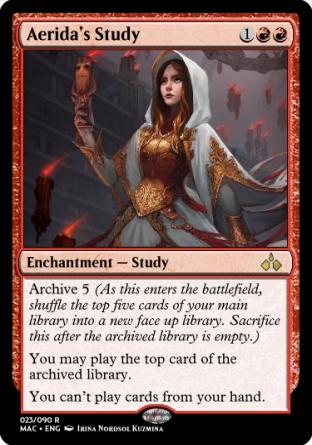 Aerida's Study 1
Enchantment — Study
Archive 5 (As this enters the battlefield,
shuffle the top five cards of your main
library into a new face up library. Sacrifice
this after the archived library is empty.)
You may play the top card of the
archived library.
You can't play cards from your hand.
023/090 R
MAC • ENG Irina Nordsol Kuzmina